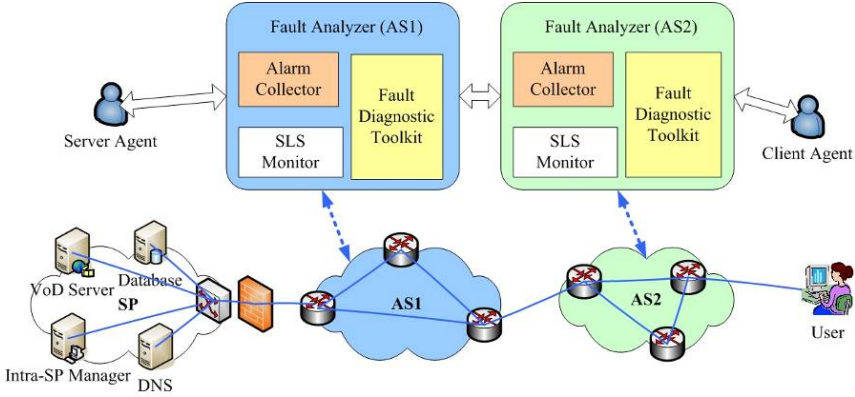 Fault Analyzer (AS1)
Alarm
Collector
Fault
Diagnostic
Toolkit
SLS
Monitor
Fault Analyzer (AS2)
Alarm
Collector
Fault
Diagnostic
Toolkit
SLS
Monitor
Server Agent
Client Agent
VoD Server
Database
SP
Intra-SP Manager
DNS
AS1
AS2
User